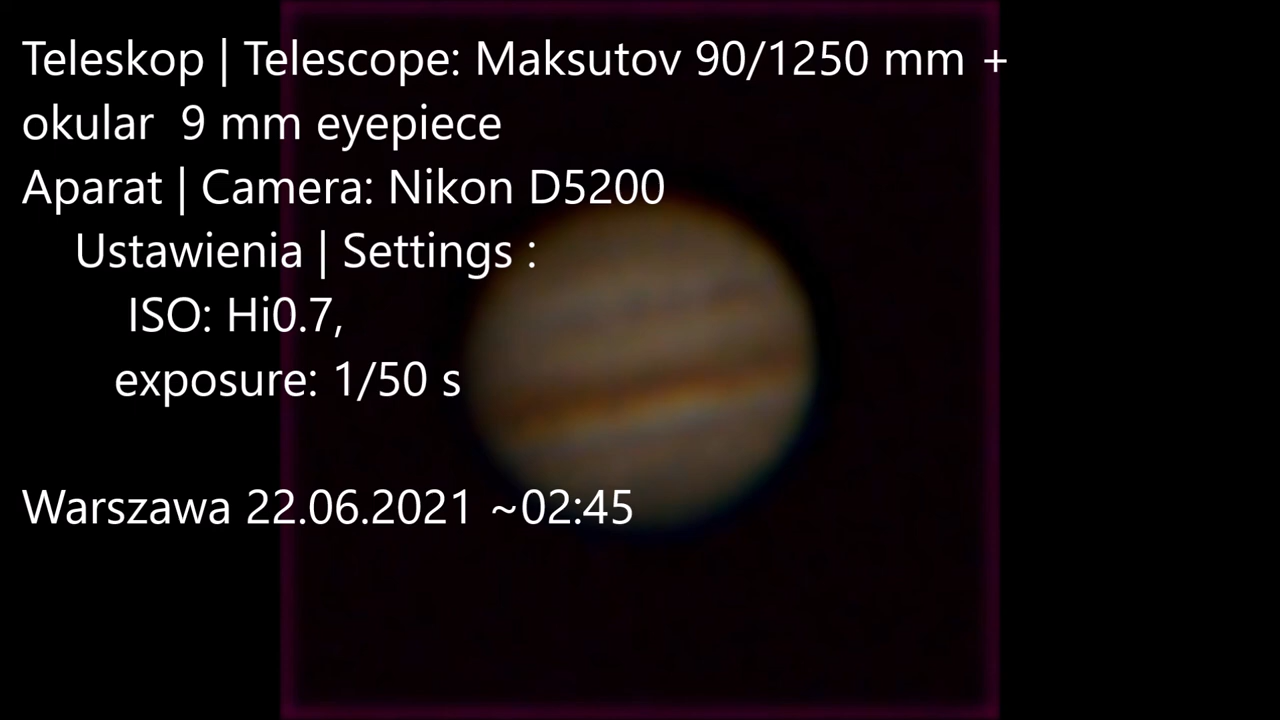 Teleskop | Telescope: Maksutov 90/1250 mm +
okular  9 mm eyepiece
Aparat | Camera: Nikon D5200
Ustawienia | Settings :
ISO: Hi0.7,
exposure: 1/50 s
Warszawa 22.06.2021 ~02:45